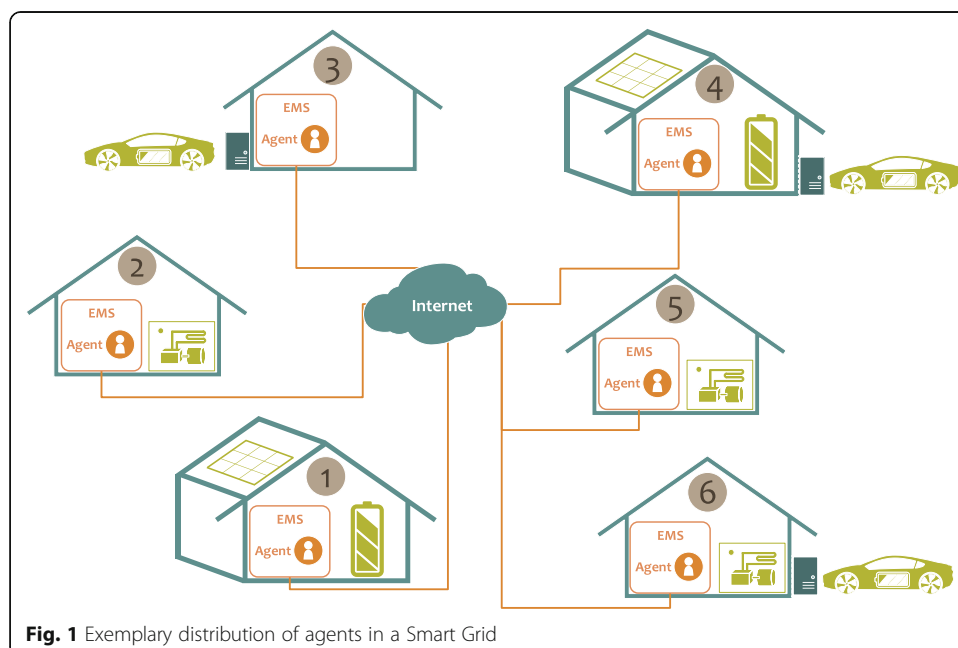 3
EMS
Agent
4
EMS
Agent
2
EMS
Agent
Internet
5
EMS
Agent
1
EMS
Agent
6
EMS
Agent
Fig. 1 Exemplary distribution of agents in a Smart Grid